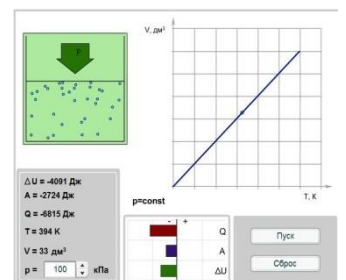 V, дм³
p
T, K
p=const
ΔU = -4091 Дж
A = -2724 Дж
Q = -6815 Дж
T = 394 K
V = 33 дм³
p = 100 кПа
- +
Q
A
ΔU
Пуск
Сброс